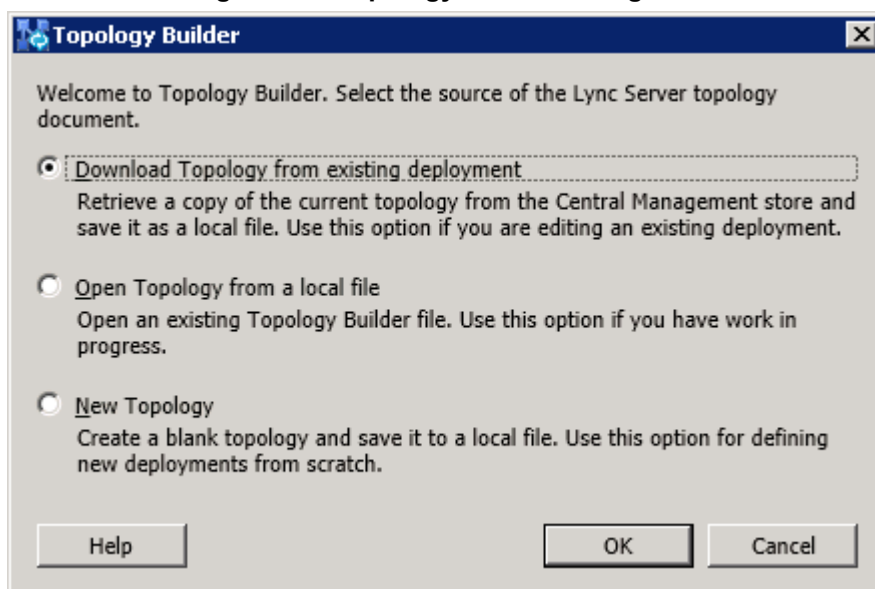 Topology Builder
Welcome to Topology Builder. Select the source of the Lync Server topology
document.
Download Topology from existing deployment
Retrieve a copy of the current topology from the Central Management store and
save it as a local file. Use this option if you are editing an existing deployment.
Open Topology from a local file
Open an existing Topology Builder file. Use this option if you have work in
progress.
New Topology
Create a blank topology and save it to a local file. Use this option for defining
new deployments from scratch.
Help OK Cancel